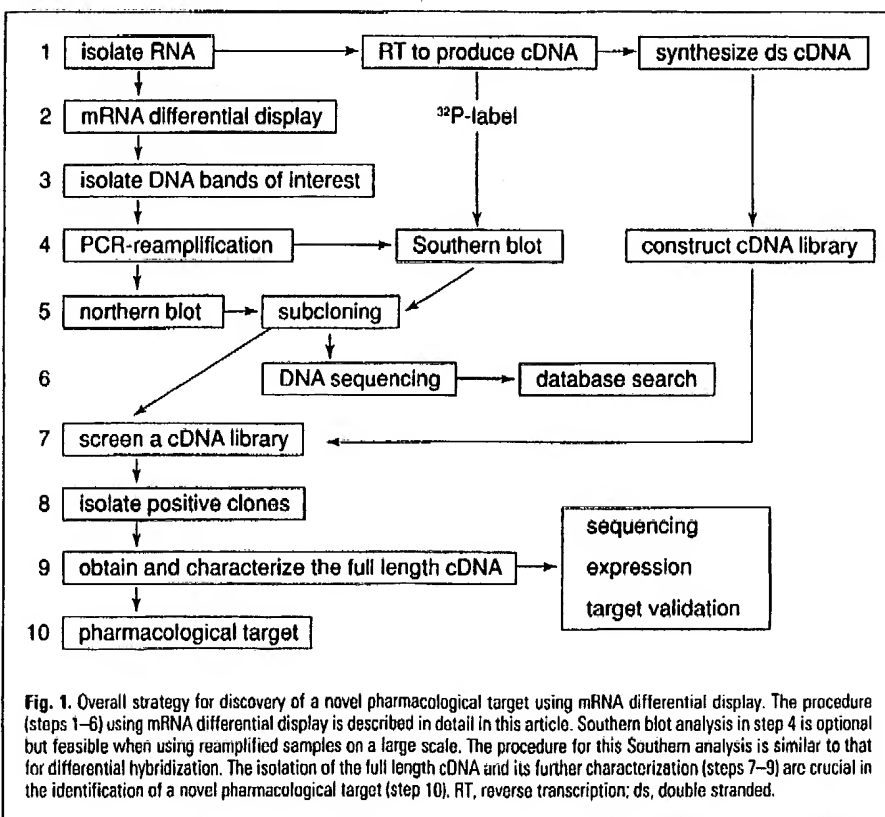 1 isolate RNA RT to produce cDNA synthesize ds cDNA
2 mRNA differential display ³²P-label
3 isolate DNA bands of interest
4 PCR-reamplification Southern blot construct cDNA library
5 northern blot subcloning
6 DNA sequencing database search
7 screen a cDNA library
8 isolate positive clones
sequencing
9 obtain and characterize the full length cDNA expression
target validation
10 pharmacological target
Fig. 1. Overall strategy for discovery of a novel pharmacological target using mRNA differential display. The procedure
(steps 1–6) using mRNA differential display is described in detail in this article. Southern blot analysis in step 4 is optional
but feasible when using reamplified samples on a large scale. The procedure for this Southern analysis is similar to that
for differential hybridization. The isolation of the full length cDNA and its further characterization (steps 7–9) are crucial in
the identification of a novel pharmacological target (step 10). RT, reverse transcription; ds, double stranded.